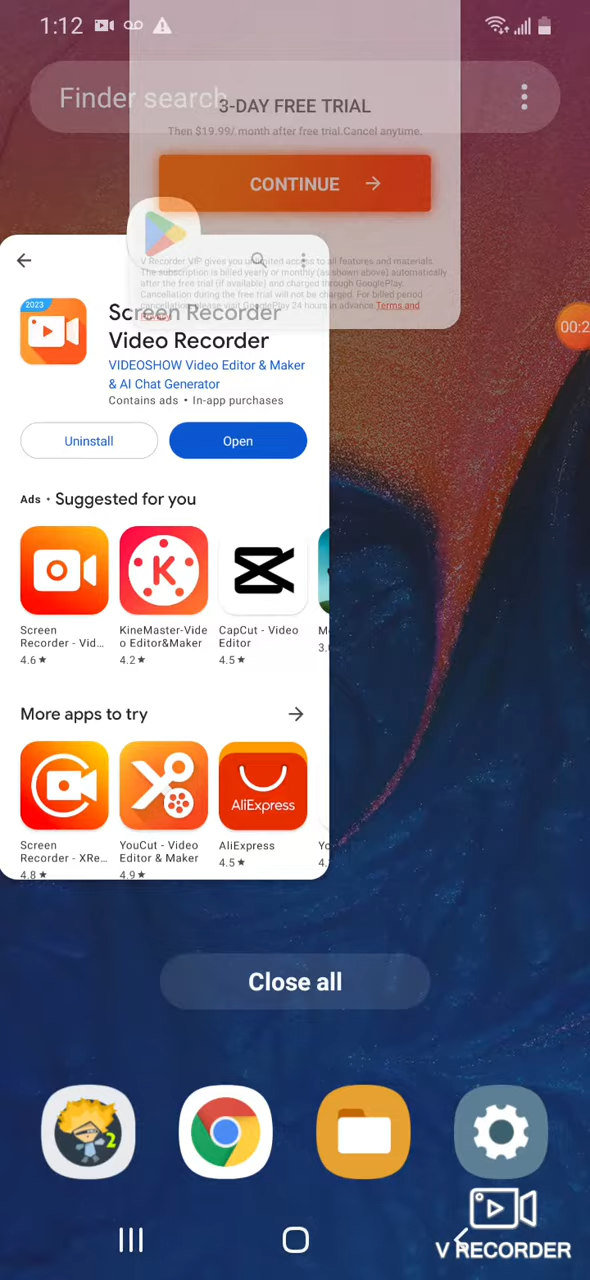 1:12
Finder search
3-DAY FREE TRIAL
Then $19.99/ month after free trial.Cancel anytime.
CONTINUE
V Recorder VIP gives you unlimited access to all features and materials.
The subscription is billed yearly or monthly (as shown above) automatically
after the free trial (if available) and charged through GooglePlay.
Cancellation during the free trial will not be charged. For billed period
cancellation, please visit GooglePlay 24 hours in advance. Terms and
Privacy
00:2
2023
Screen Recorder
Video Recorder
VIDEOSHOW Video Editor & Maker
& AI Chat Generator
Contains ads • In-app purchases
Uninstall
Open
Ads • Suggested for you
Screen
Recorder - Vid...
4.6★
KineMaster-Vide
o Editor&Maker
4.2★
CapCut - Video
Editor
4.5★
M
3.
More apps to try
AliExpress
Screen
Recorder - XRe...
4.8★
YouCut - Video
Editor & Maker
4.9★
AliExpress
4.5★
Yo
4.
Close all
2
V RECORDER